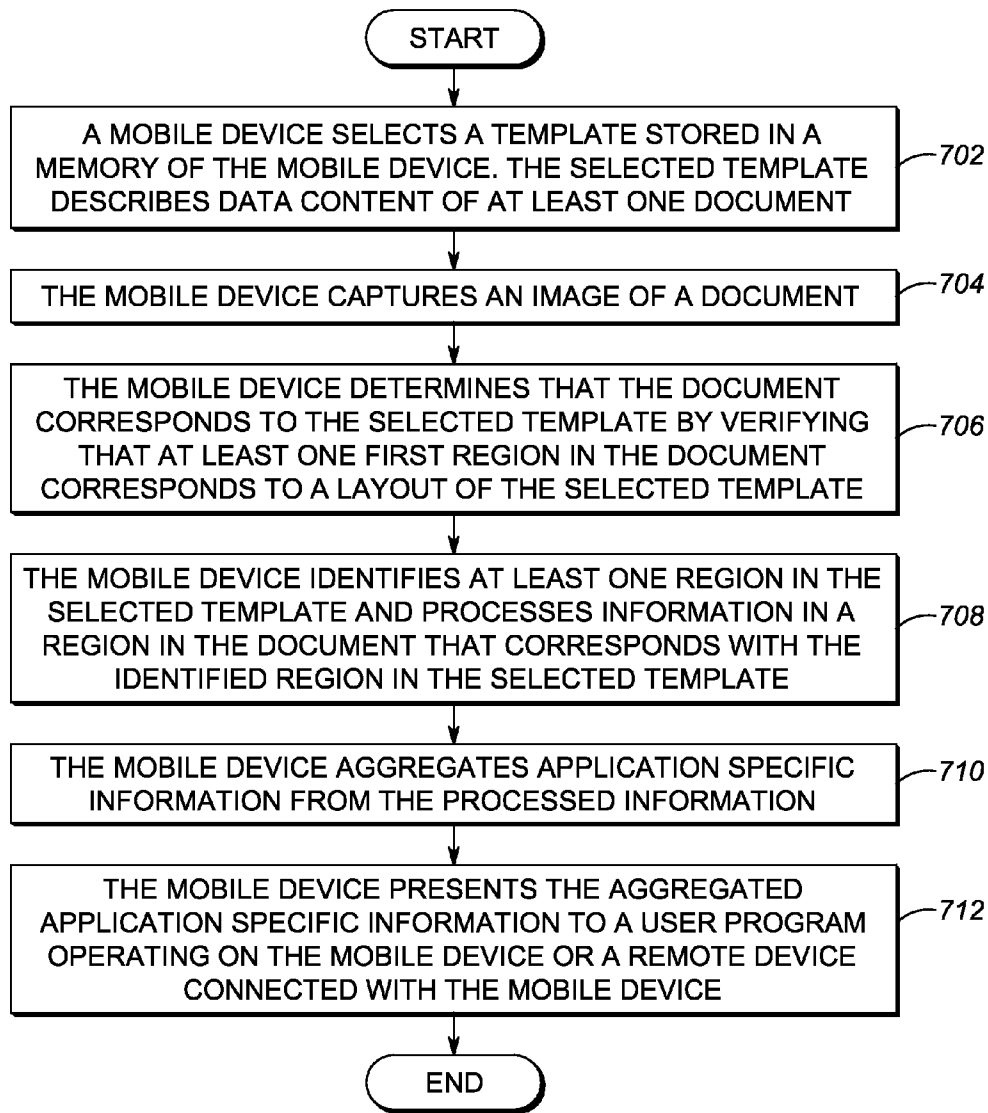 START
A MOBILE DEVICE SELECTS A TEMPLATE STORED IN A
MEMORY OF THE MOBILE DEVICE. THE SELECTED TEMPLATE
DESCRIBES DATA CONTENT OF AT LEAST ONE DOCUMENT
702
THE MOBILE DEVICE CAPTURES AN IMAGE OF A DOCUMENT
704
THE MOBILE DEVICE DETERMINES THAT THE DOCUMENT
CORRESPONDS TO THE SELECTED TEMPLATE BY VERIFYING
THAT AT LEAST ONE FIRST REGION IN THE DOCUMENT
CORRESPONDS TO A LAYOUT OF THE SELECTED TEMPLATE
706
THE MOBILE DEVICE IDENTIFIES AT LEAST ONE REGION IN THE
SELECTED TEMPLATE AND PROCESSES INFORMATION IN A
REGION IN THE DOCUMENT THAT CORRESPONDS WITH THE
IDENTIFIED REGION IN THE SELECTED TEMPLATE
708
THE MOBILE DEVICE AGGREGATES APPLICATION SPECIFIC
INFORMATION FROM THE PROCESSED INFORMATION
710
THE MOBILE DEVICE PRESENTS THE AGGREGATED
APPLICATION SPECIFIC INFORMATION TO A USER PROGRAM
OPERATING ON THE MOBILE DEVICE OR A REMOTE DEVICE
CONNECTED WITH THE MOBILE DEVICE
712
END